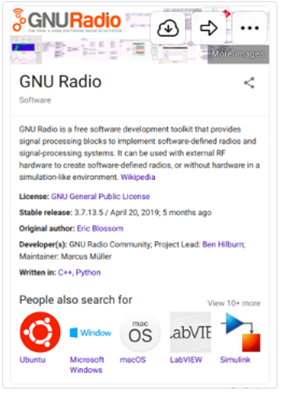 GNURadio
THE FREE & OPEN SOFTWARE RADIO ECOSYSTEM
More images
GNU Radio
Software
GNU Radio is a free software development toolkit that provides
signal processing blocks to implement software-defined radios and
signal-processing systems. It can be used with external RF
hardware to create software-defined radios, or without hardware in a
simulation-like environment. Wikipedia
License: GNU General Public License
Stable release: 3.7.13.5 / April 20, 2019; 5 months ago
Original author: Eric Blossom
Developer(s): GNU Radio Community; Project Lead: Ben Hilburn;
Maintainer: Marcus Müller
Written in: C++, Python
People also search for
View 10+ more
Window
mac
OS
LabVIE
Ubuntu
Microsoft
Windows
macOS
LabVIEW
Simulink